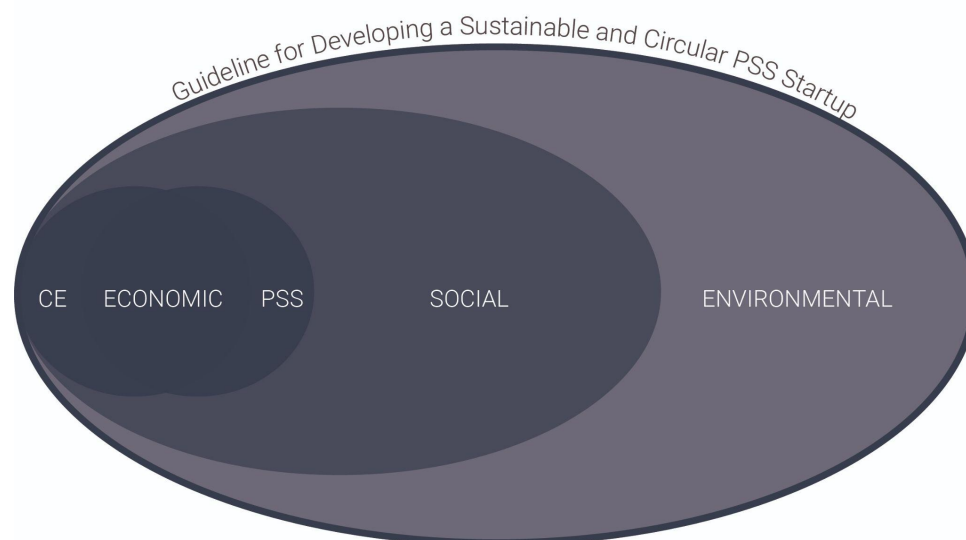 Guideline for Developing a Sustainable and Circular PSS Startup
CE ECONOMIC PSS SOCIAL ENVIRONMENTAL